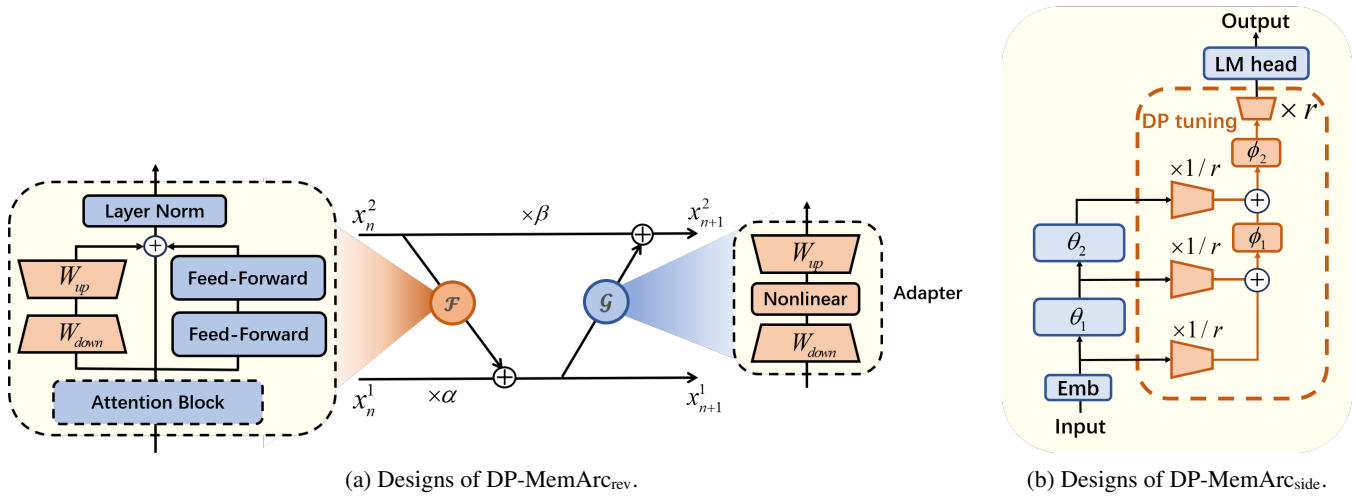 Layer Norm
+
W_up
W_down
Feed-Forward
Feed-Forward
Attention Block
x_n^2
×β
x_{n+1}^2
+
ℱ
𝒢
x_n^1
×α
+
x_{n+1}^1
W_up
Nonlinear
W_down
Adapter
(a) Designs of DP-MemArc_rev.
Output
LM head
× r
DP tuning
ϕ_2
×1/r
+
θ_2
ϕ_1
×1/r
+
θ_1
×1/r
Emb
Input
(b) Designs of DP-MemArc_side.